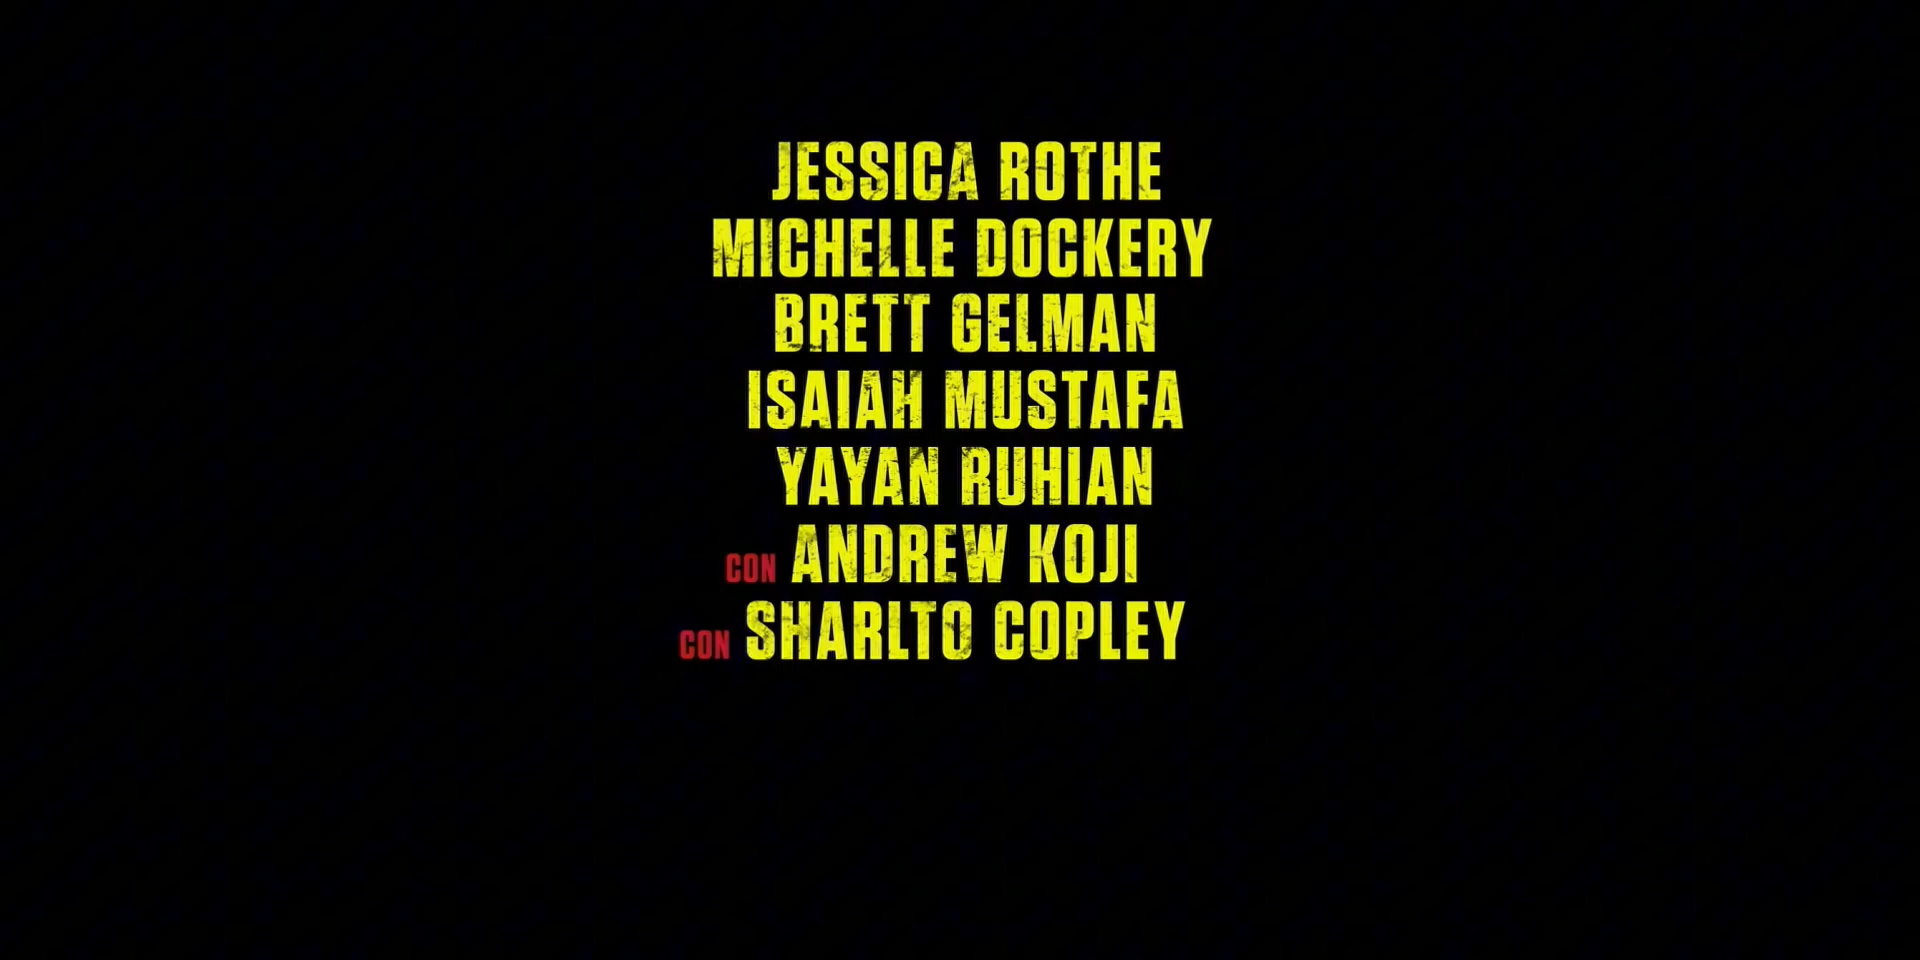 JESSICA ROTHE
MICHELLE DOCKERY
BRETT GELMAN
ISAIAH MUSTAFA
YAYAN RUHIAN
CON ANDREW KOJI
CON SHARLTO COPLEY